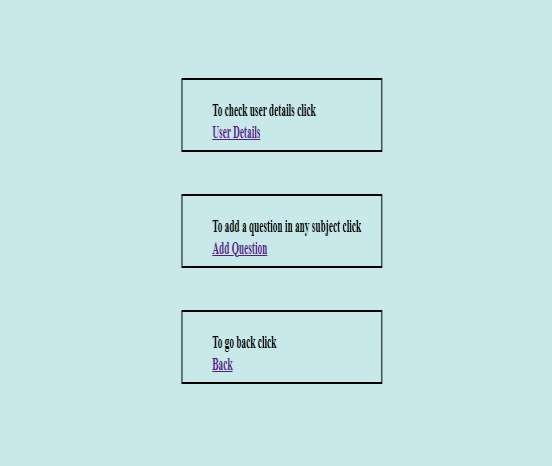 To check user details click
User Details
To add a question in any subject click
Add Question
To go back click
Back